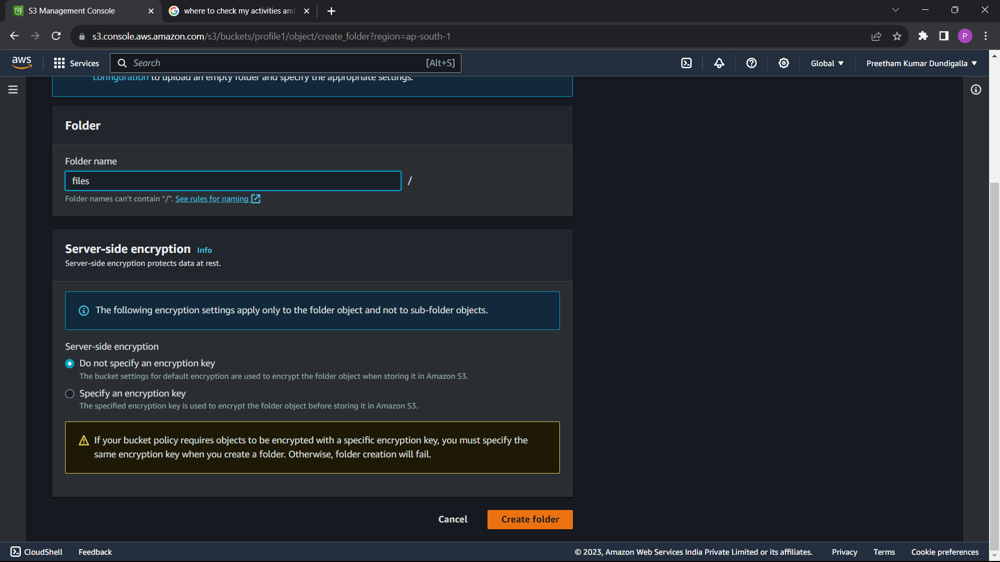 S3 Management Console
where to check my activities and
s3.console.aws.amazon.com/s3/buckets/profile1/object/create_folder?region=ap-south-1
P
aws
Services
Search
[Alt+S]
Global
Preetham Kumar Dundigalla
configuration to upload an empty folder and specify the appropriate settings.
Folder
Folder name
files
/
Folder names can't contain "/". See rules for naming
Server-side encryption Info
Server-side encryption protects data at rest.
The following encryption settings apply only to the folder object and not to sub-folder objects.
Server-side encryption
Do not specify an encryption key
The bucket settings for default encryption are used to encrypt the folder object when storing it in Amazon S3.
Specify an encryption key
The specified encryption key is used to encrypt the folder object before storing it in Amazon S3.
If your bucket policy requires objects to be encrypted with a specific encryption key, you must specify the
same encryption key when you create a folder. Otherwise, folder creation will fail.
Cancel
Create folder
CloudShell
Feedback
© 2023, Amazon Web Services India Private Limited or its affiliates.
Privacy
Terms
Cookie preferences